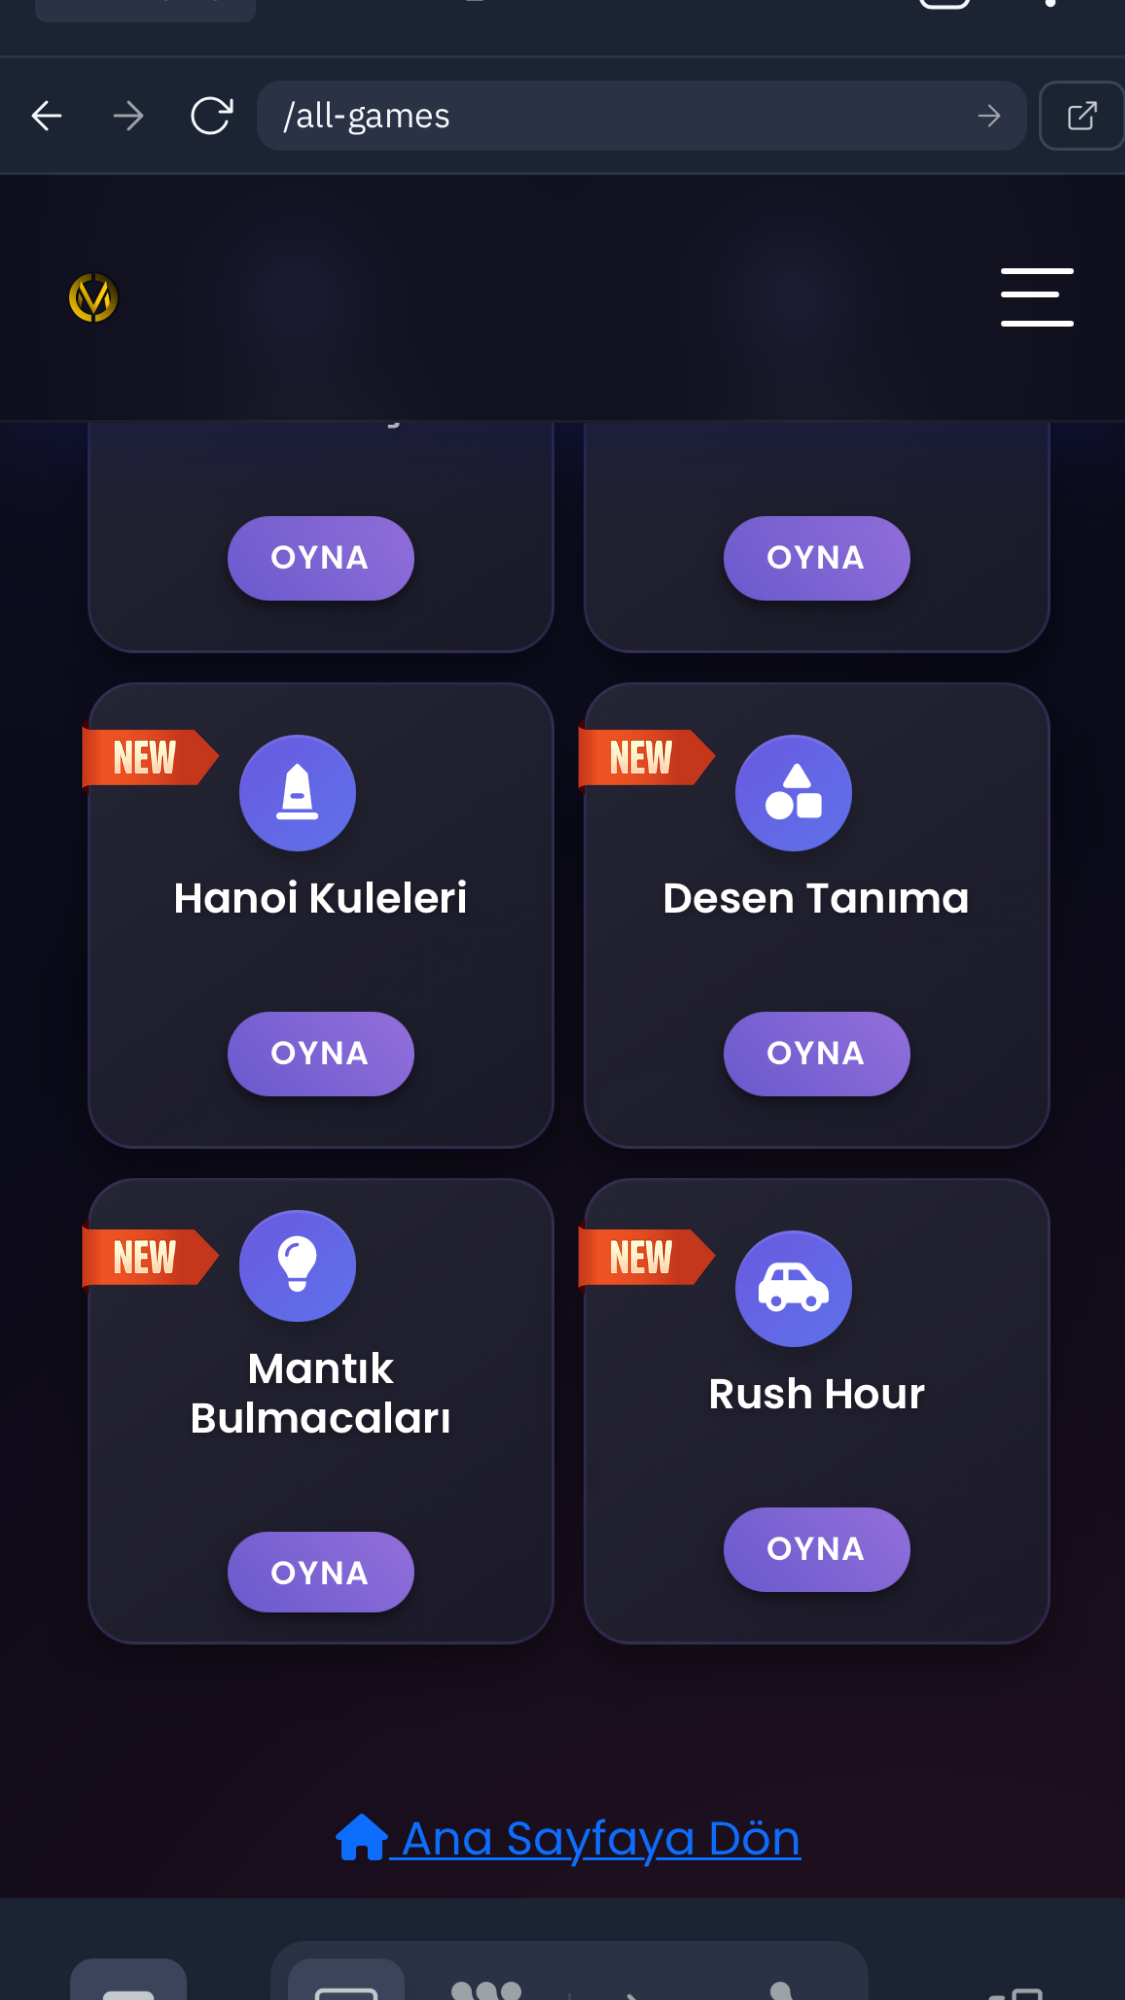 /all-games
OYNA
OYNA
NEW
NEW
Hanoi Kuleleri
Desen Tanıma
OYNA
OYNA
NEW
NEW
Mantık
Bulmacaları
Rush Hour
OYNA
OYNA
Ana Sayfaya Dön